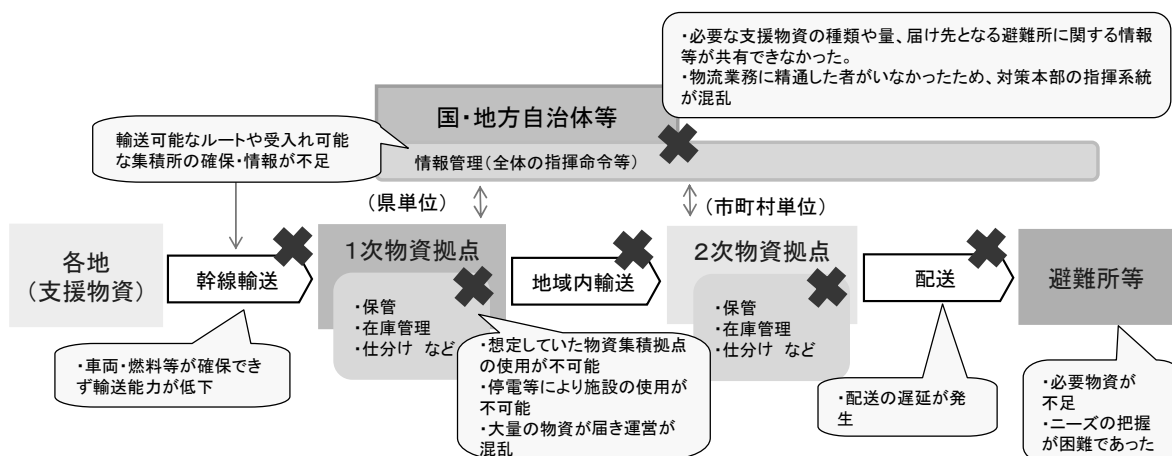 ・必要な支援物資の種類や量、届け先となる避難所に関する情報
等が共有できなかった。
・物流業務に精通した者がいなかったため、対策本部の指揮系統
が混乱
国・地方自治体等
情報管理(全体の指揮命令等)
輸送可能なルートや受入れ可能
な集積所の確保・情報が不足
(県単位)
(市町村単位)
各地
(支援物資)
幹線輸送
1次物資拠点
・保管
・在庫管理
・仕分け など
地域内輸送
2次物資拠点
・保管
・在庫管理
・仕分け など
配送
避難所等
・車両・燃料等が確保でき
ず輸送能力が低下
・想定していた物資集積拠点
の使用が不可能
・停電等により施設の使用が
不可能
・大量の物資が届き運営が
混乱
・配送の遅延が発
生
・必要物資が
不足
・ニーズの把握
が困難であった